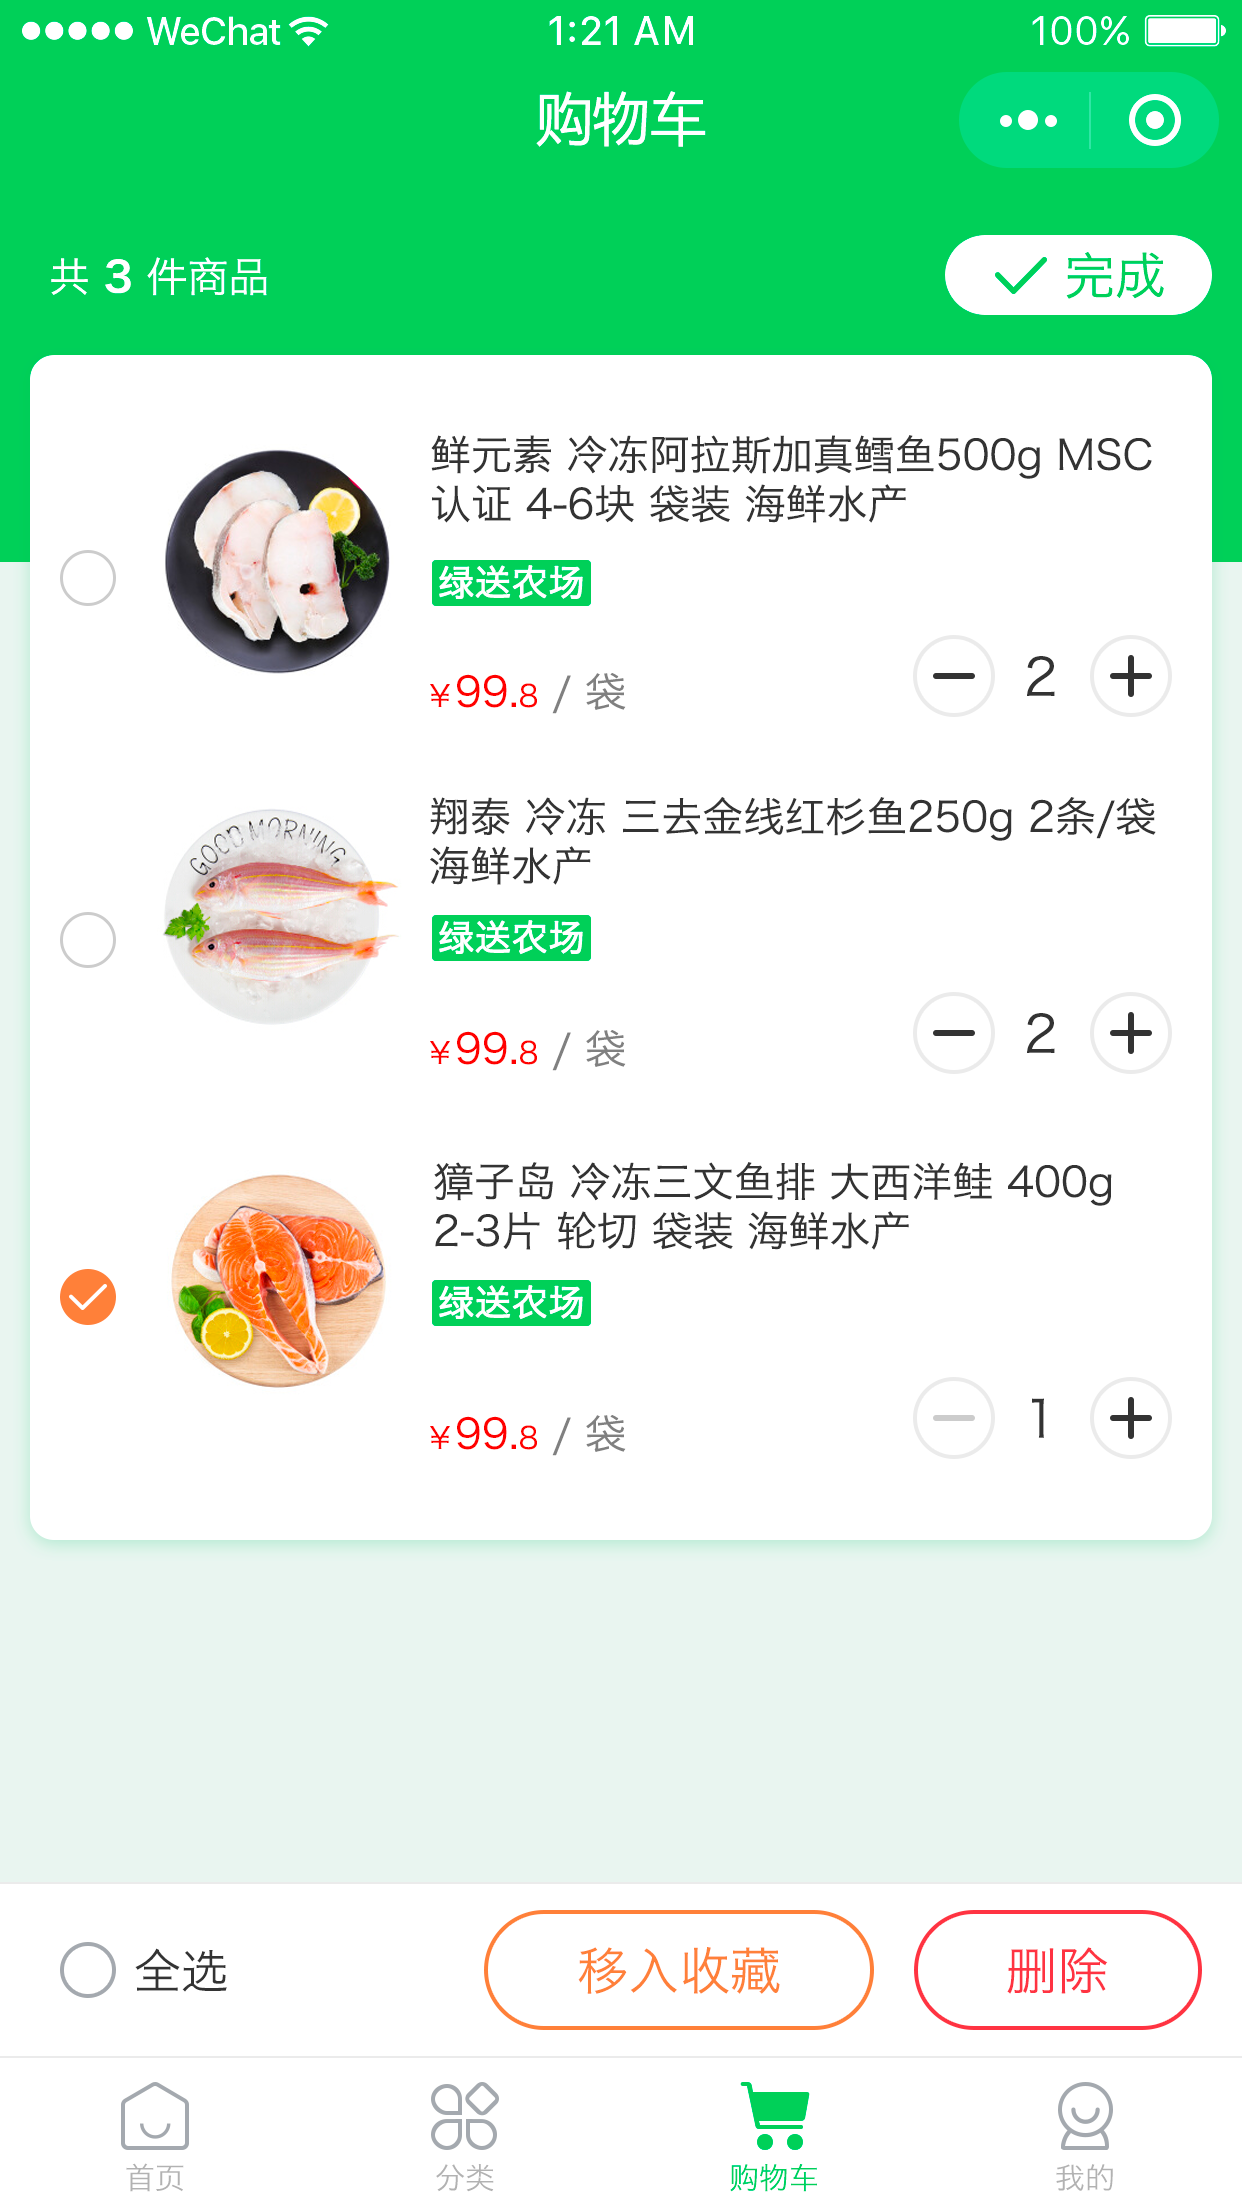 WeChat 1:21 AM 100%
购物车
共 3 件商品
完成
鲜元素 冷冻阿拉斯加真鳕鱼500g MSC
认证 4-6块 袋装 海鲜水产
绿送农场
¥99.8 / 袋
2
GOOD MORNING
翔泰 冷冻 三去金线红杉鱼250g 2条/袋
海鲜水产
绿送农场
¥99.8 / 袋
2
獐子岛 冷冻三文鱼排 大西洋鲑 400g
2-3片 轮切 袋装 海鲜水产
绿送农场
¥99.8 / 袋
1
全选
移入收藏
删除
首页
分类
购物车
我的